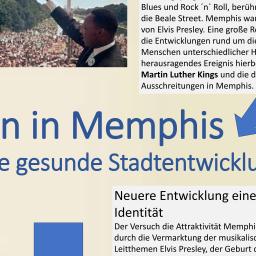 Blues und Rock ´n` Roll, berühr
die Beale Street. Memphis war
von Elvis Presley. Eine große Ro
die Entwicklungen rund um die
Menschen unterschiedlicher H
herausragendes Ereignis hierb
Martin Luther Kings und die d
Ausschreitungen in Memphis.
n in Memphis
e gesunde Stadtentwicklu
Neuere Entwicklung eine
Identität
Der Versuch die Attraktivität Memphi
durch die Vermarktung der musikalisc
Leitthemen Elvis Presley, der Geburt d